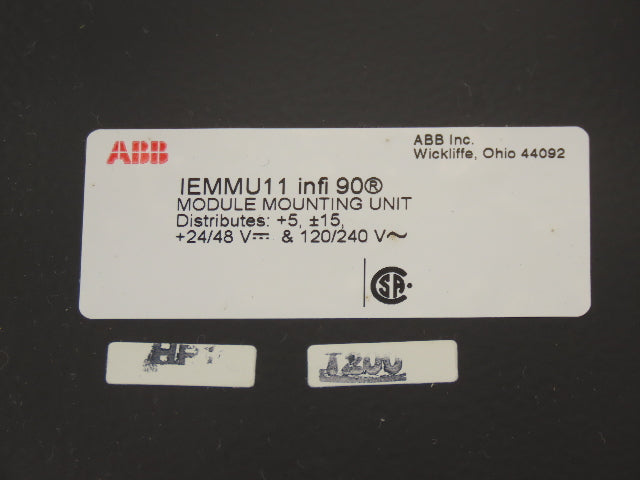 ABB
ABB Inc.
Wickliffe, Ohio 44092
IEMMU11 infi 90®
MODULE MOUNTING UNIT
Distributes: +5, ±15,
+24/48 V⎓ & 120/240 V~
CSA